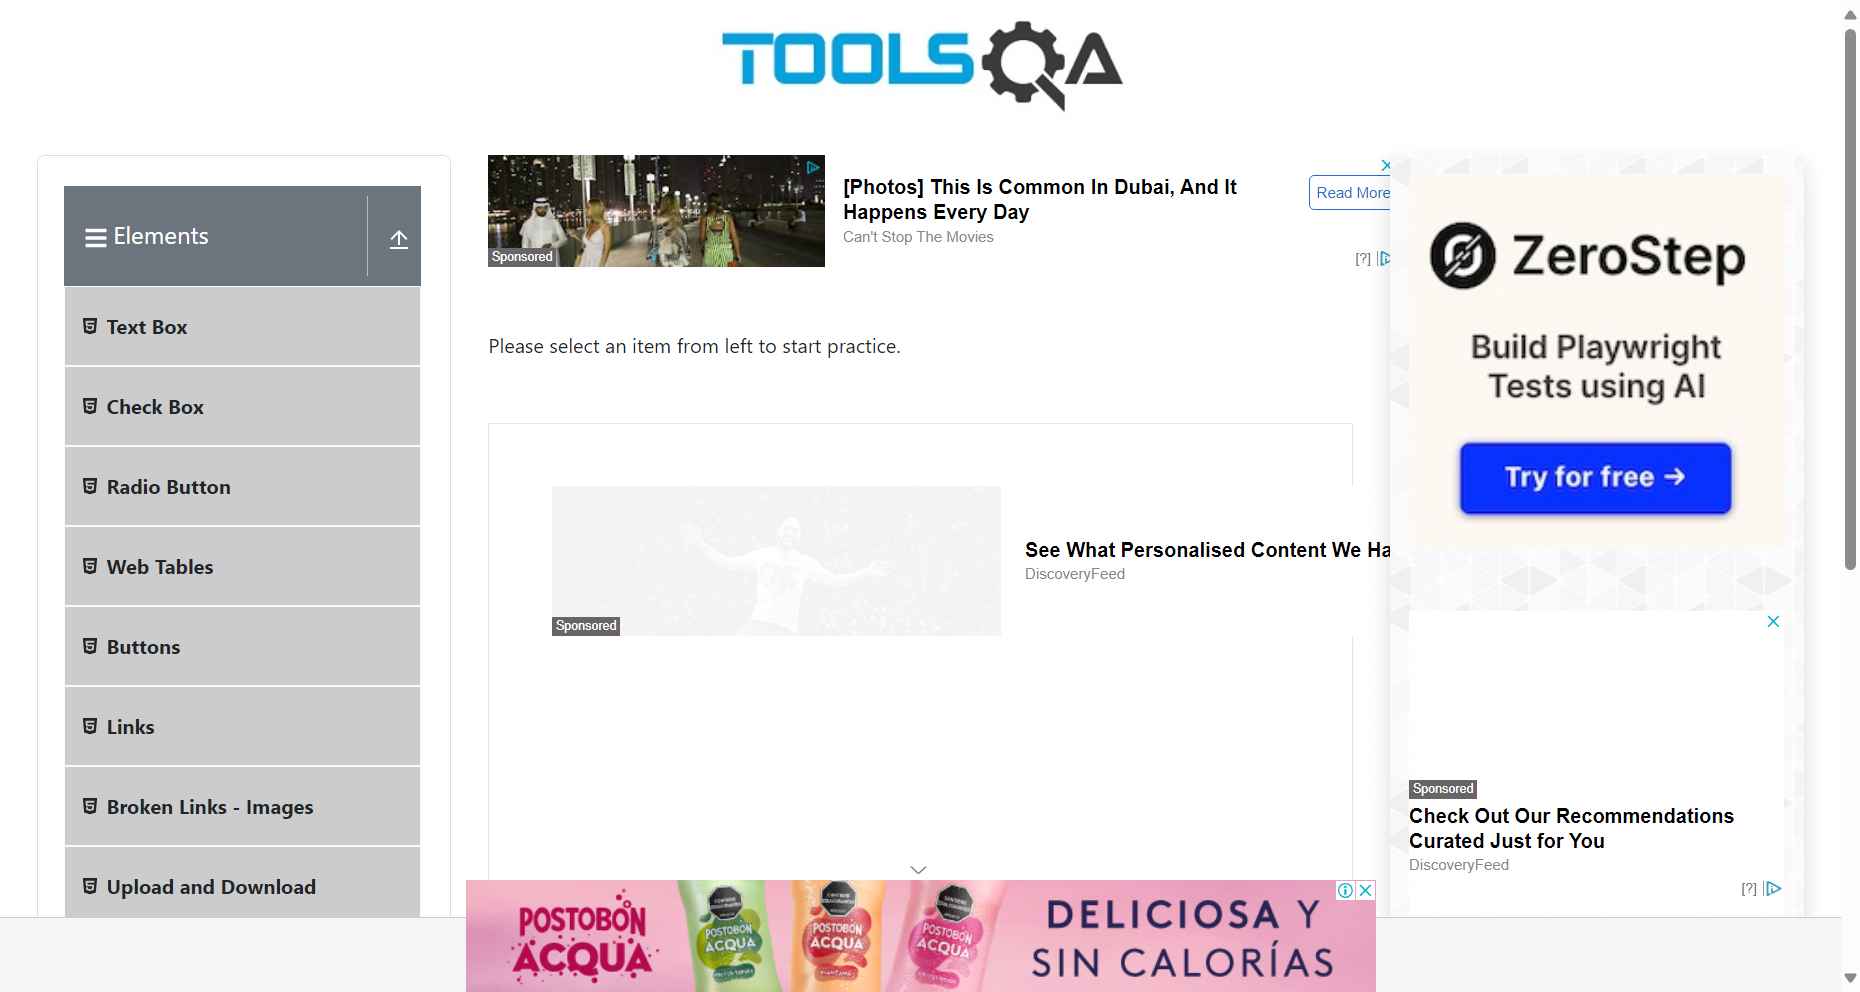 TOOLSQA
Elements
Text Box
Check Box
Radio Button
Web Tables
Buttons
Links
Broken Links - Images
Upload and Download
Sponsored
[Photos] This Is Common In Dubai, And It
Happens Every Day
Can't Stop The Movies
Read More
[?]
Please select an item from left to start practice.
Sponsored
See What Personalised Content We Ha
DiscoveryFeed
ZeroStep
Build Playwright
Tests using AI
Try for free →
Sponsored
Check Out Our Recommendations
Curated Just for You
DiscoveryFeed
[?]
POSTOBÓN
ACQUA
POSTOBÓN
ACQUA
POSTOBÓN
ACQUA
POSTOBÓN
ACQUA
DELICIOSA Y
SIN CALORÍAS